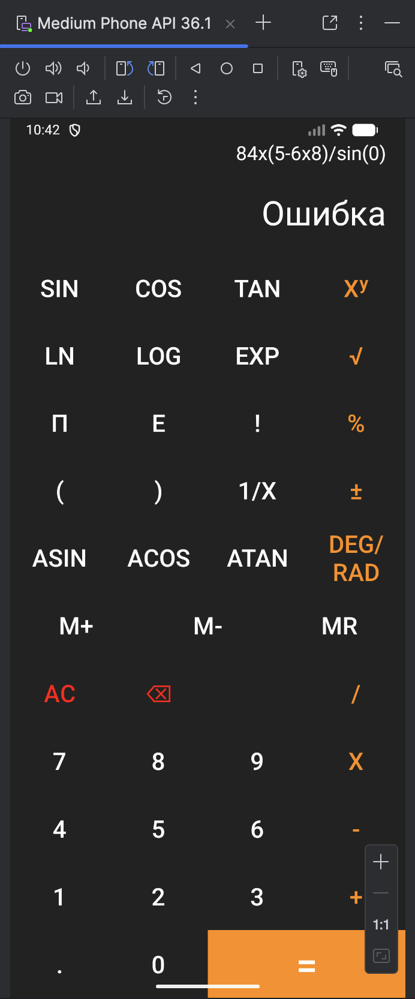 Medium Phone API 36.1
10:42
84x(5-6x8)/sin(0)
Ошибка
SIN COS TAN Xʸ
LN LOG EXP √
П E ! %
( ) 1/X ±
ASIN ACOS ATAN DEG/
RAD
M+ M- MR
AC /
7 8 9 X
4 5 6 -
1 2 3 +
1:1
. 0 =